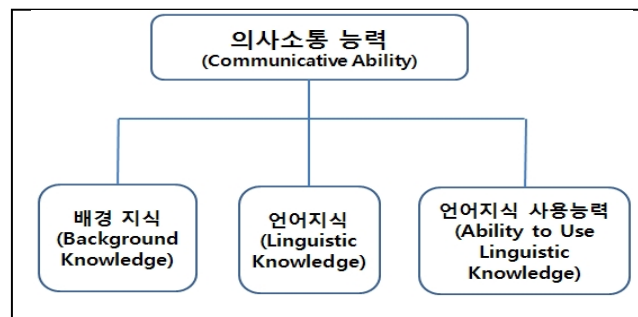 의사소통 능력
(Communicative Ability)
배경 지식
(Background
Knowledge)
언어지식
(Linguistic
Knowledge)
언어지식 사용능력
(Ability to Use
Linguistic
Knowledge)